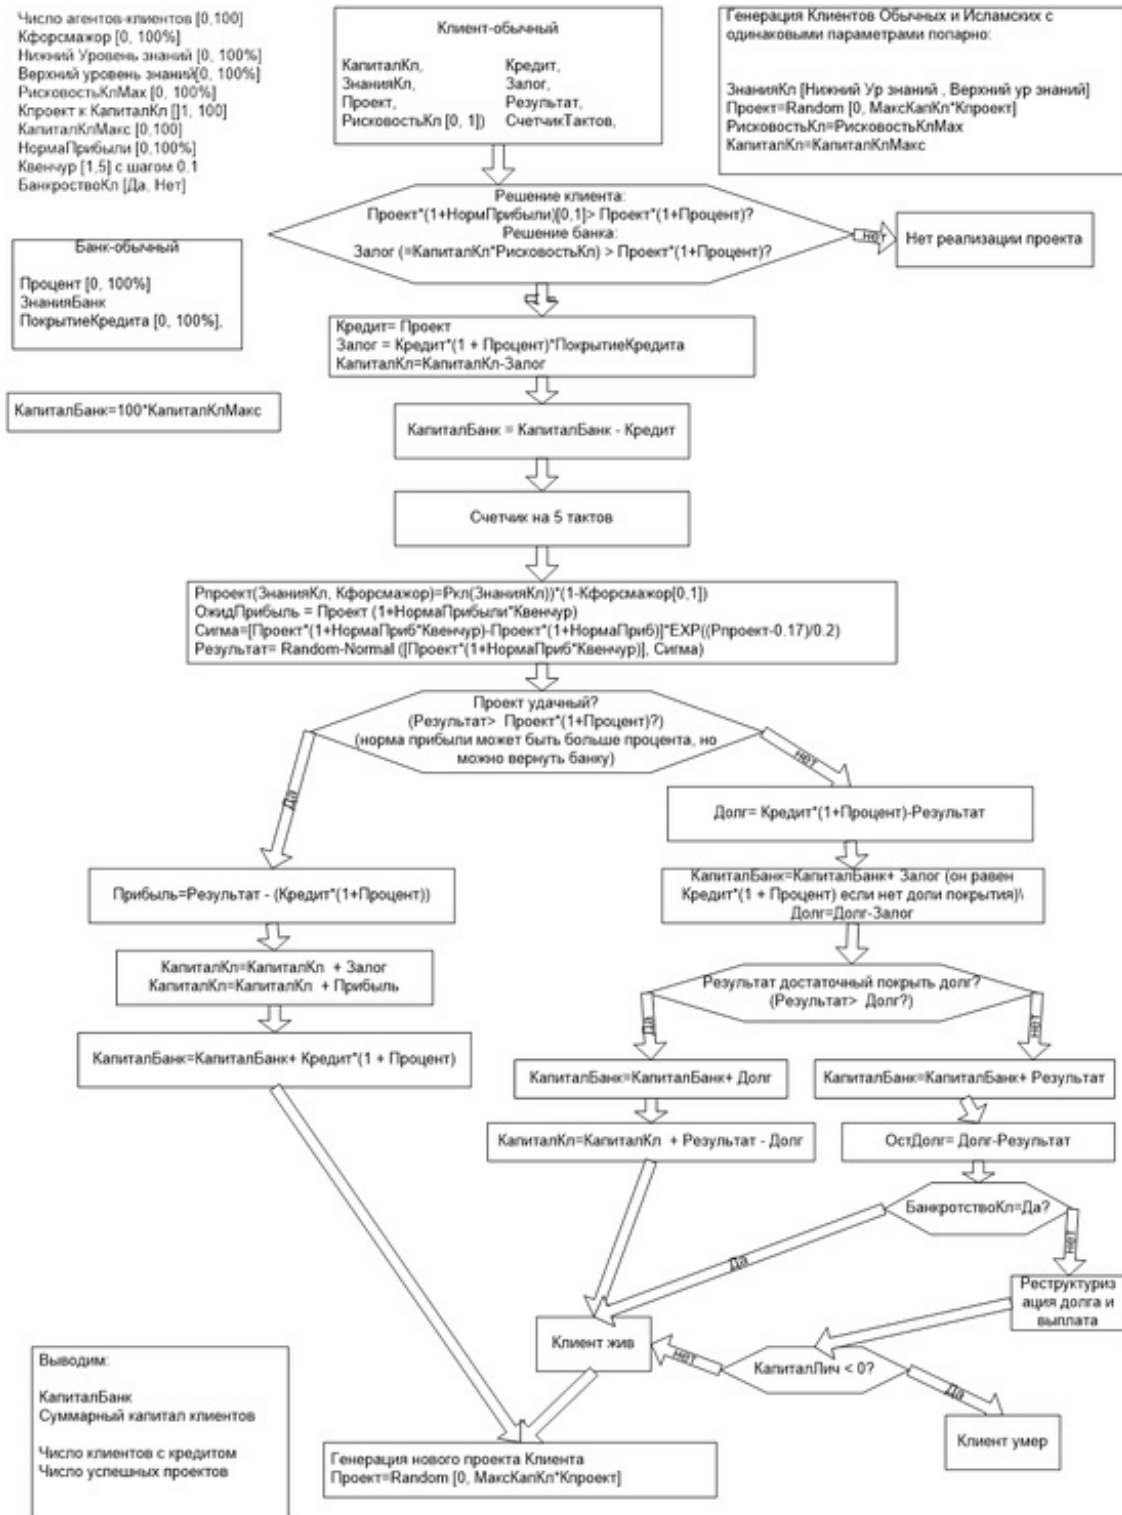 Число агентов-клиентов [0,100]
Кфорсмажор [0, 100%]
Нижний Уровень знаний [0, 100%]
Верхний уровень знаний[0, 100%]
РисковостьКлМах [0, 100%]
Кпроект к КапиталКл []1, 100]
КапиталКлМакс [0,100]
НормаПрибыли [0,100%]
Квенчур [1,5] с шагом 0.1
БанкроствоКл [Да, Нет]
Клиент-обычный
КапиталКл, Кредит,
ЗнанияКл, Залог,
Проект, Результат,
РисковостьКл [0, 1]) СчетчикТактов,
Генерация Клиентов Обычных и Исламских с
одинаковыми параметрами попарно:
ЗнанияКл [Нижний Ур знаний , Верхний ур знаний]
Проект=Random [0, МаксКапКл*Кпроект]
РисковостьКл=РисковостьКлМах
КапиталКл=КапиталКлМакс
Решение клиента:
Проект*(1+НормПрибыли)[0,1]> Проект*(1+Процент)?
Решение банка:
Залог (=КапиталКл*РисковостьКл) > Проект*(1+Процент)?
нет
Нет реализации проекта
Банк-обычный
Процент [0, 100%]
ЗнанияБанк
ПокрытиеКредита [0, 100%],
Кредит= Проект
Залог = Кредит*(1 + Процент)*ПокрытиеКредита
КапиталКл=КапиталКл-Залог
КапиталБанк=100*КапиталКлМакс
КапиталБанк = КапиталБанк - Кредит
Счетчик на 5 тактов
Рпроект(ЗнанияКл, Кфорсмажор)=Ркл(ЗнанияКл))*(1-Кфорсмажор[0,1])
ОжидПрибыль = Проект (1+НормаПрибыли*Квенчур)
Сигма=[Проект*(1+НормаПриб*Квенчур)-Проект*(1+НормаПриб)]*EXP((Рпроект-0.17)/0.2)
Результат= Random-Normal ([Проект*(1+НормаПриб*Квенчур)], Сигма)
Проект удачный?
(Результат> Проект*(1+Процент)?)
(норма прибыли может быть больше процента, но
можно вернуть банку)
Да
нет
Долг= Кредит*(1+Процент)-Результат
Прибыль=Результат - (Кредит*(1+Процент))
КапиталБанк=КапиталБанк+ Залог (он равен
Кредит*(1 + Процент) если нет доли покрытия)\
Долг=Долг-Залог
КапиталКл=КапиталКл + Залог
КапиталКл=КапиталКл + Прибыль
Результат достаточный покрыть долг?
(Результат> Долг?)
Да
нет
КапиталБанк=КапиталБанк+ Кредит*(1 + Процент)
КапиталБанк=КапиталБанк+ Долг
КапиталБанк=КапиталБанк+ Результат
КапиталКл=КапиталКл + Результат - Долг
ОстДолг= Долг-Результат
БанкротствоКл=Да?
Да
нет
Реструктуриз
ация долга и
выплата
Клиент жив
нет
КапиталЛич < 0?
Да
Клиент умер
Выводим:
КапиталБанк
Суммарный капитал клиентов
Число клиентов с кредитом
Число успешных проектов
Генерация нового проекта Клиента
Проект=Random [0, МаксКапКл*Кпроект]